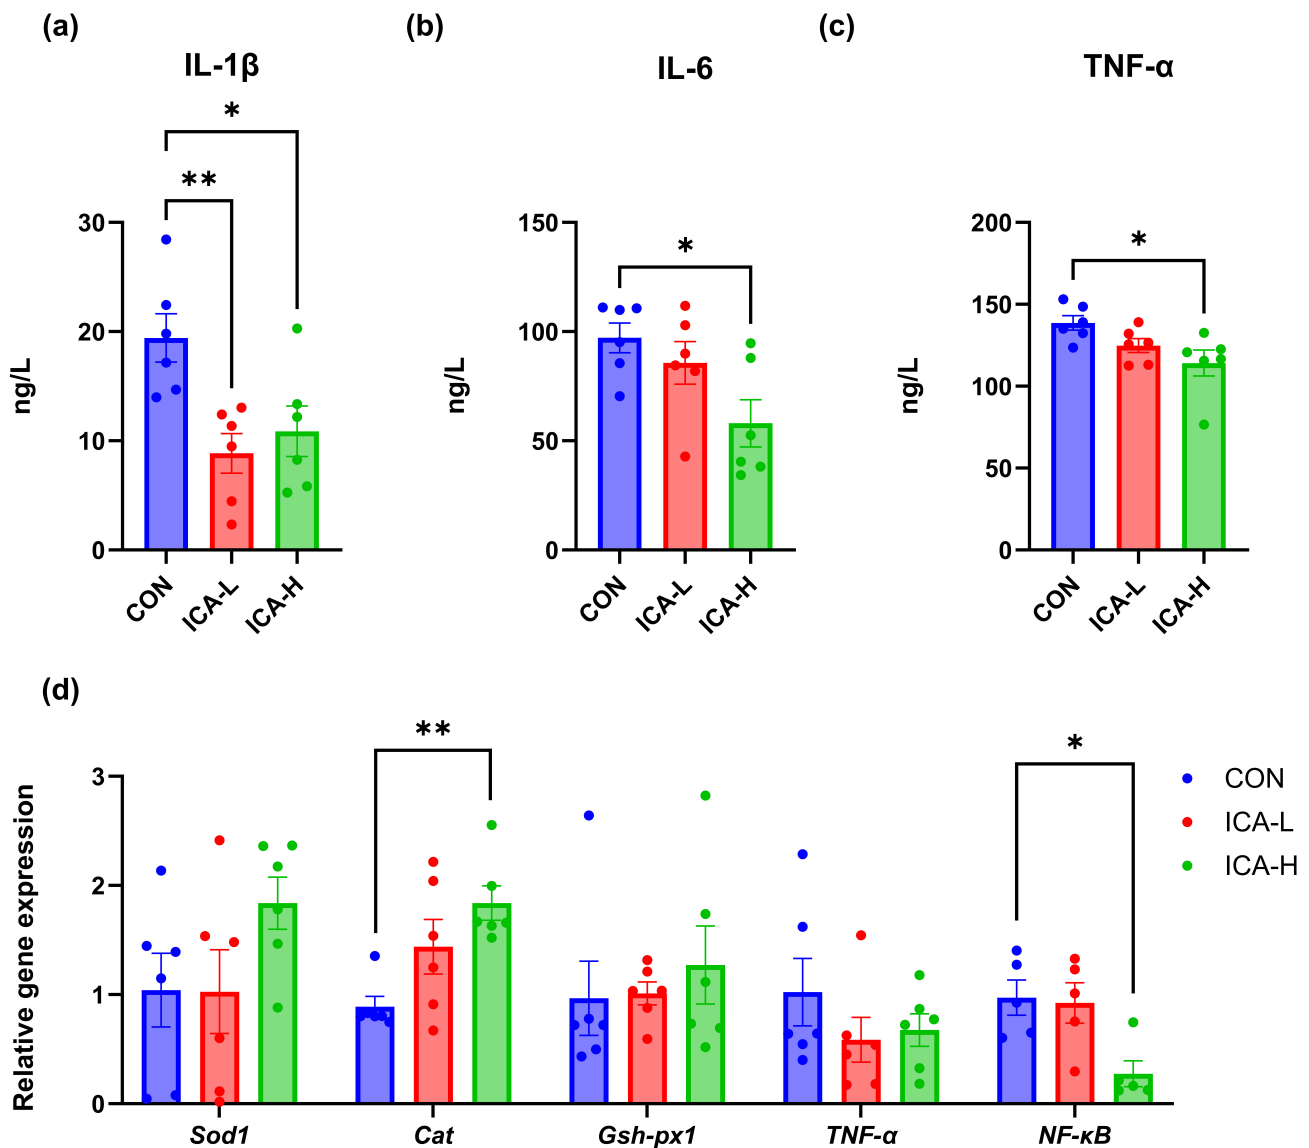 (a)
(b)
(c)
IL-1β
IL-6
TNF-α
*
**
30
20
10
0
ng/L
CON
ICA-L
ICA-H
*
150
100
50
0
ng/L
CON
ICA-L
ICA-H
*
200
150
100
50
0
ng/L
CON
ICA-L
ICA-H
(d)
**
*
3
2
1
0
Relative gene expression
Sod1
Cat
Gsh-px1
TNF-α
NF-κB
CON
ICA-L
ICA-H